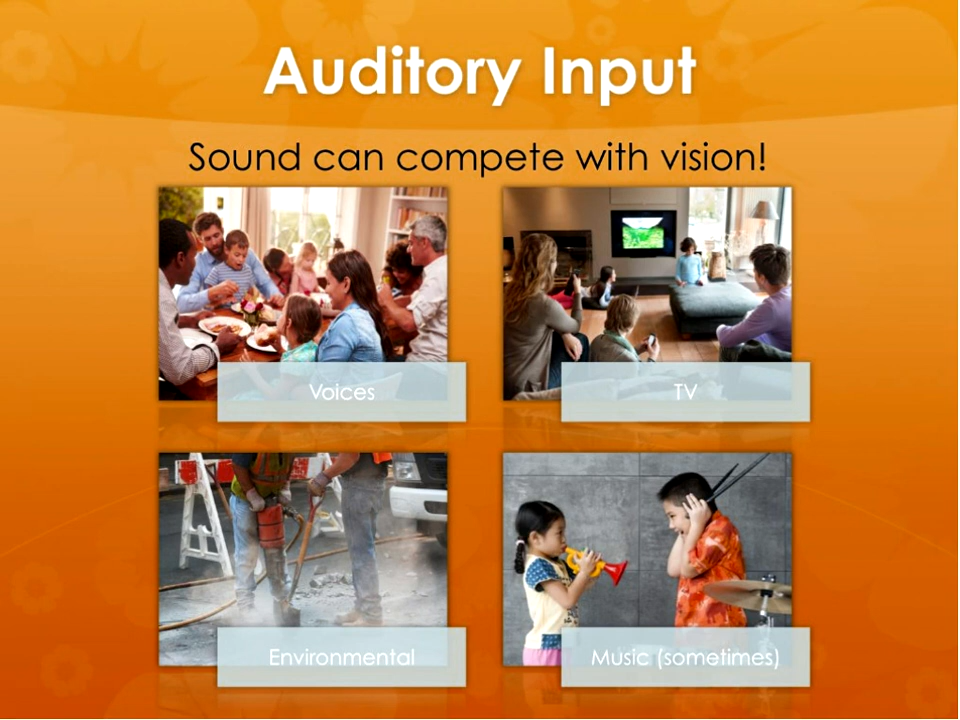 Auditory Input
Sound can compete with vision!
Voices
TV
Environmental
Music (sometimes)